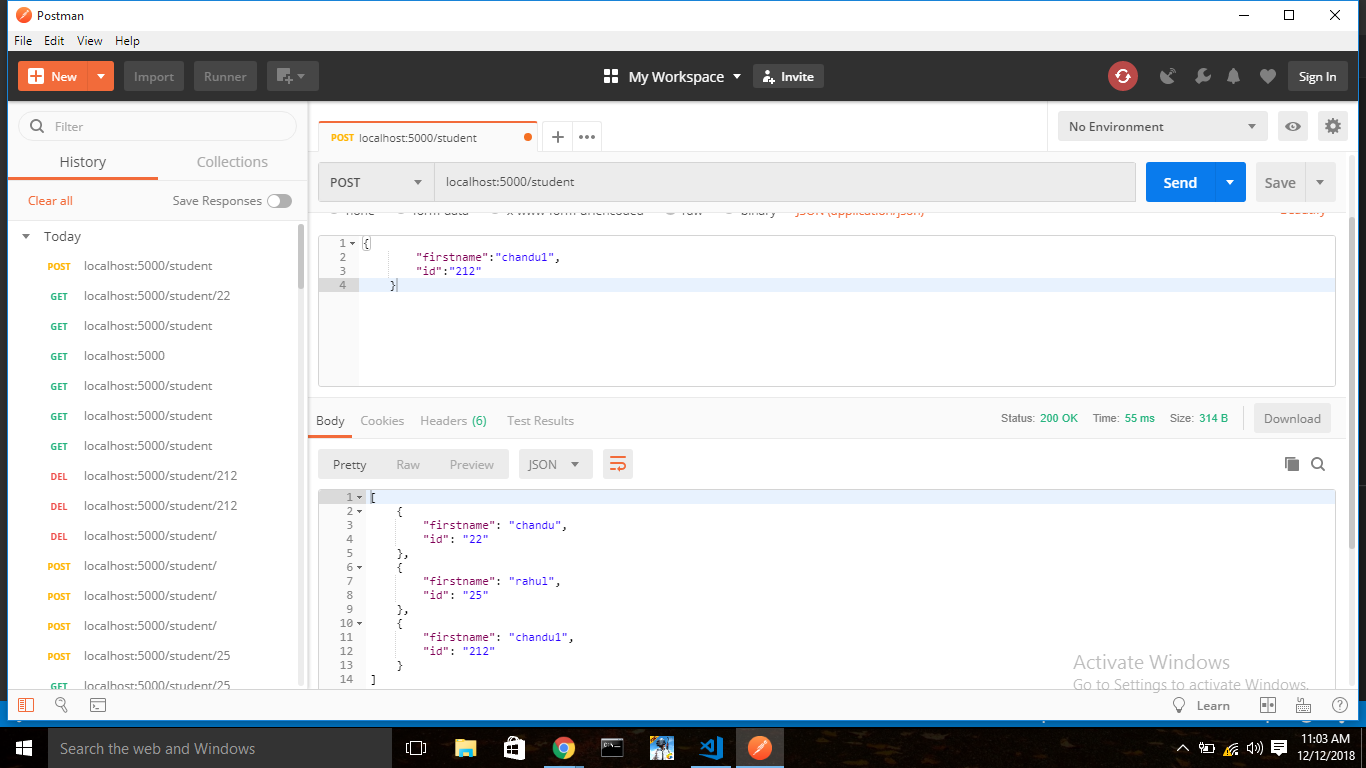 Postman
File Edit View Help
New Import Runner My Workspace Invite Sign In
Filter
History Collections
Clear all Save Responses
Today
POST localhost:5000/student
GET localhost:5000/student/22
GET localhost:5000/student
GET localhost:5000
GET localhost:5000/student
GET localhost:5000/student
GET localhost:5000/student
DEL localhost:5000/student/212
DEL localhost:5000/student/212
DEL localhost:5000/student/
POST localhost:5000/student/
POST localhost:5000/student/
POST localhost:5000/student/
POST localhost:5000/student/25
GET localhost:5000/student/25
POST localhost:5000/student
No Environment
POST localhost:5000/student Send Save
none form-data x-www-form-urlencoded raw binary JSON (application/json) Beautify
1 {
2 "firstname":"chandu1",
3 "id":"212"
4 }
Body Cookies Headers (6) Test Results Status: 200 OK Time: 55 ms Size: 314 B Download
Pretty Raw Preview JSON
1 [
2 {
3 "firstname": "chandu",
4 "id": "22"
5 },
6 {
7 "firstname": "rahul",
8 "id": "25"
9 },
10 {
11 "firstname": "chandu1",
12 "id": "212"
13 }
14 ]
Activate Windows
Go to Settings to activate Windows.
Learn
Search the web and Windows
11:03 AM
12/12/2018